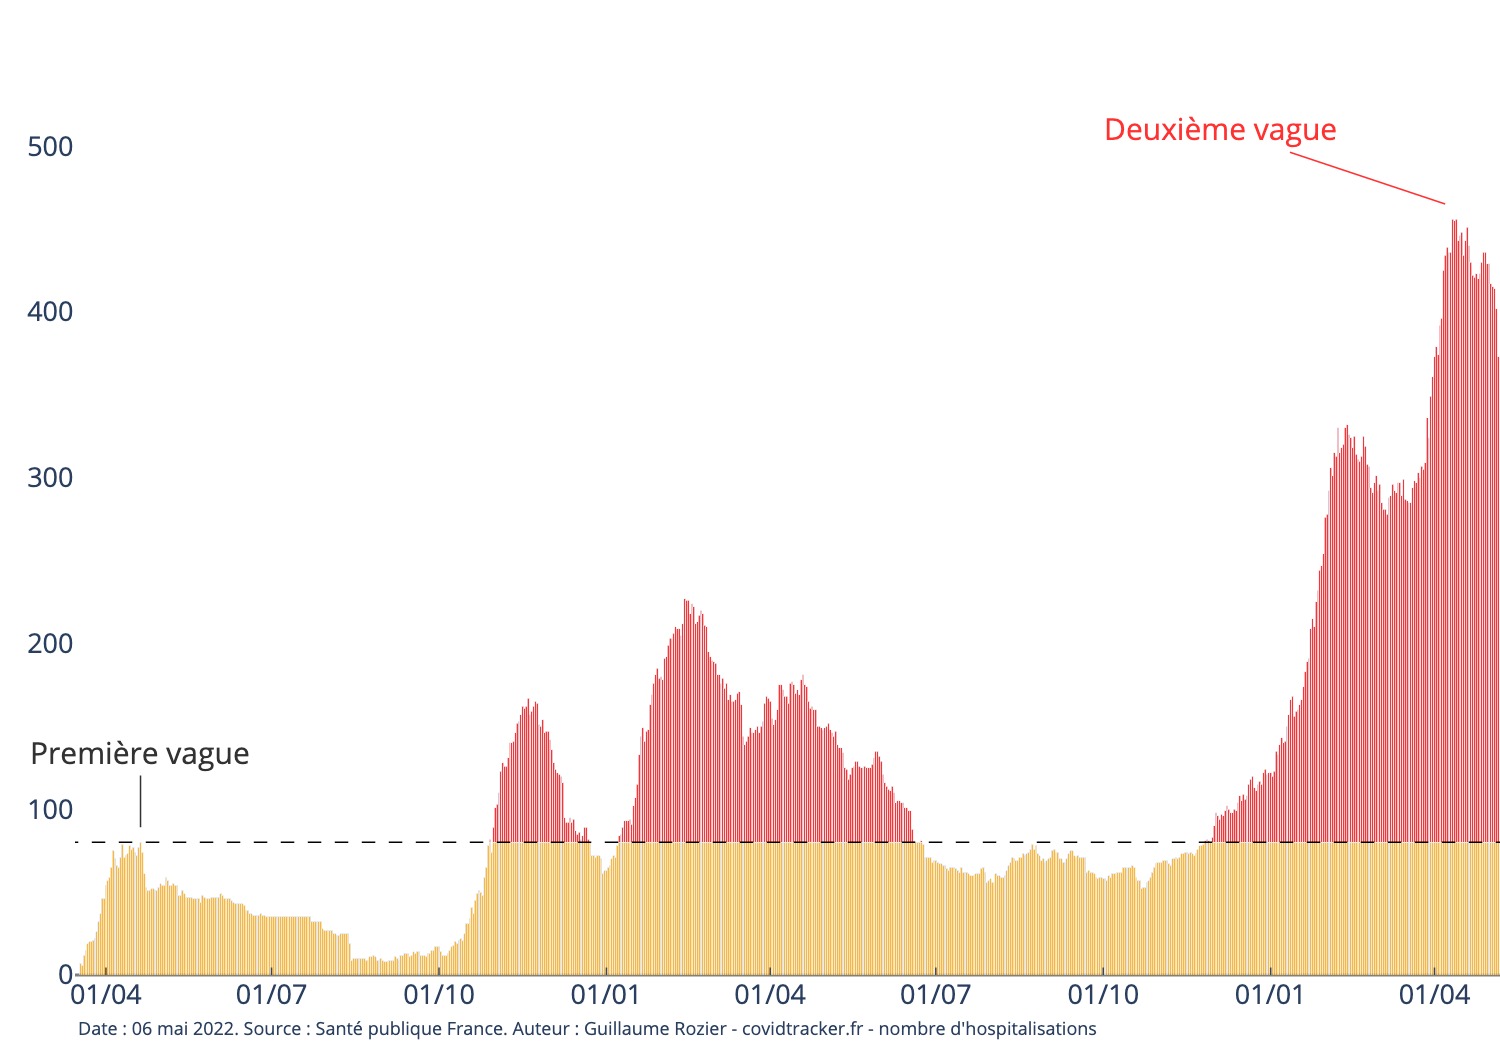 Deuxième vague
500
400
300
200
Première vague
100
0
01/04 01/07 01/10 01/01 01/04 01/07 01/10 01/01 01/04
Date : 06 mai 2022. Source : Santé publique France. Auteur : Guillaume Rozier - covidtracker.fr - nombre d'hospitalisations